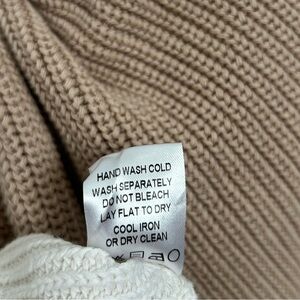 HAND WASH COLD
WASH SEPARATELY
DO NOT BLEACH
LAY FLAT TO DRY
COOL IRON
OR DRY CLEAN